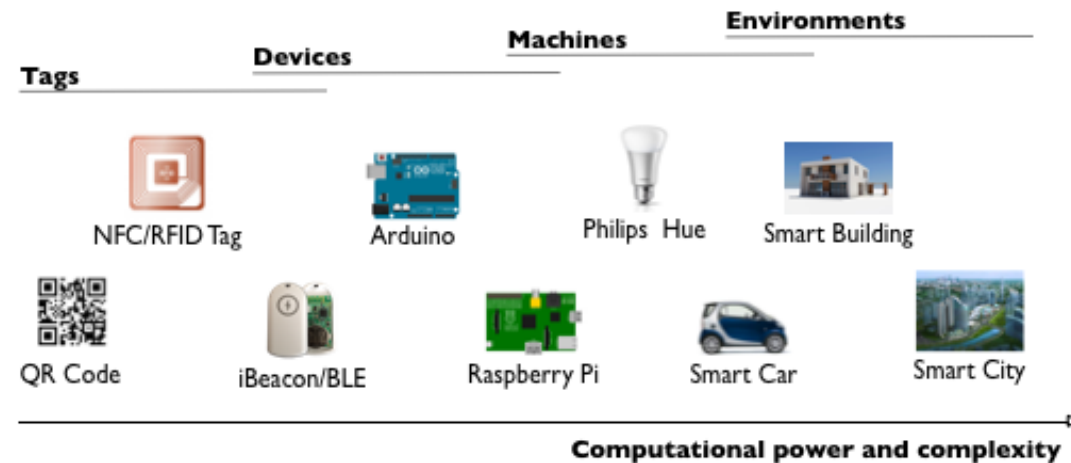 Environments
Machines
Devices
Tags
NFC/RFID Tag
Arduino
Philips Hue
Smart Building
QR Code
iBeacon/BLE
Raspberry Pi
Smart Car
Smart City
Computational power and complexity